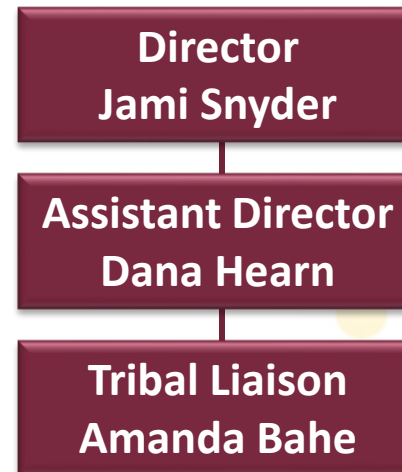 Director
Jami Snyder
Assistant Director
Dana Hearn
Tribal Liaison
Amanda Bahe